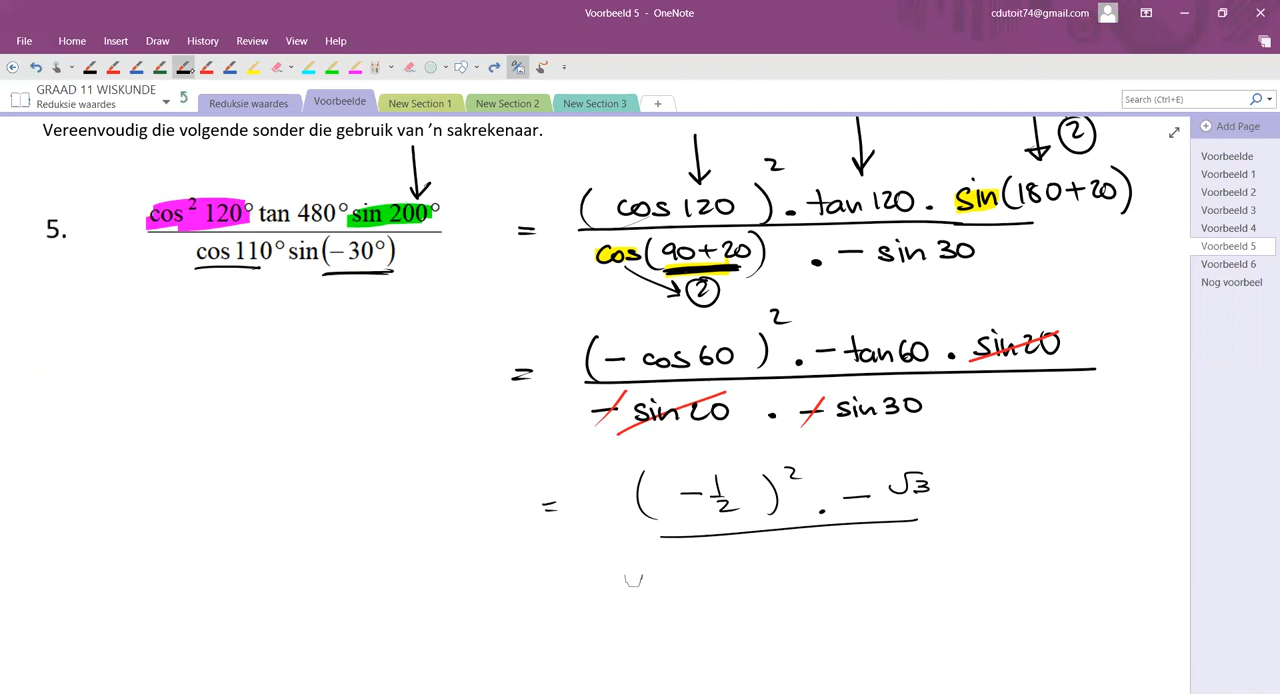 Voorbeeld 5 - OneNote
cdutoit74@gmail.com
File Home Insert Draw History Review View Help
GRAAD 11 WISKUNDE
Reduksie waardes
Reduksie waardes Voorbeelde New Section 1 New Section 2 New Section 3 +
Search (Ctrl+E)
Add Page
Voorbeelde
Voorbeeld 1
Voorbeeld 2
Voorbeeld 3
Voorbeeld 4
Voorbeeld 5
Voorbeeld 6
Nog voorbeel
Vereenvoudig die volgende sonder die gebruik van 'n sakrekenaar.
5.
cos² 120° tan 480° sin 200°
cos 110° sin(−30°)
②
= (cos 120)² . tan 120 . sin(180+20)
cos(90+20) . − sin 30
②
= (− cos 60)² . − tan 60 . sin 20
− sin 20 . − sin 30
= (− 1/2)² . − √3